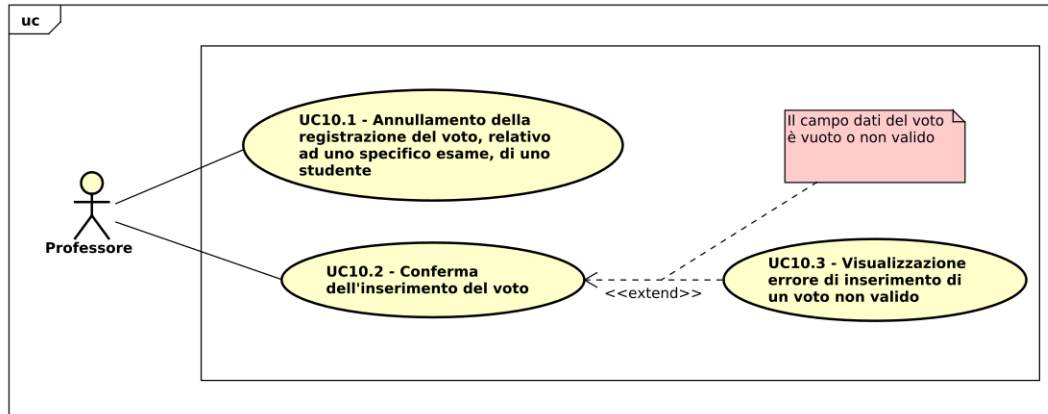 uc
UC10.1 - Annullamento della
registrazione del voto, relativo
ad uno specifico esame, di uno
studente
Il campo dati del voto
è vuoto o non valido
Professore
UC10.2 - Conferma
dell'inserimento del voto
<<extend>>
UC10.3 - Visualizzazione
errore di inserimento di
un voto non valido